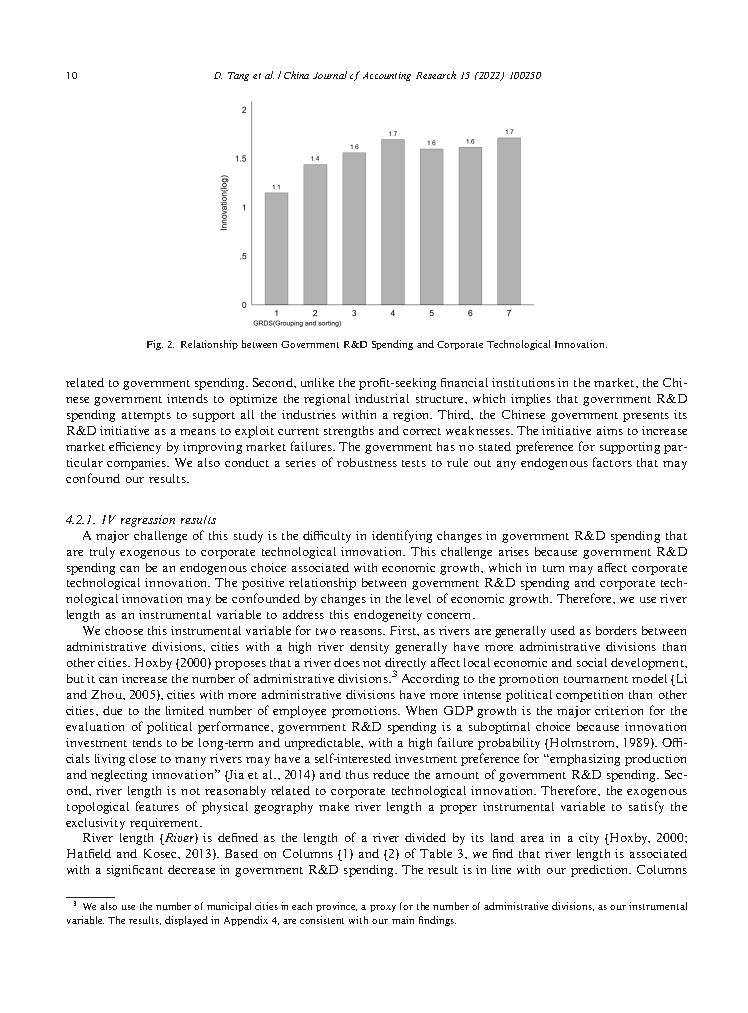 10
D. Tang et al. / China Journal of Accounting Research 15 (2022) 100250
2
1.5
1
.5
0
Innovation(log)
1.1
1.4
1.6
1.7
1.6
1.6
1.7
1 2 3 4 5 6 7
GRDS(Grouping and sorting)
Fig. 2. Relationship between Government R&D Spending and Corporate Technological Innovation.
related to government spending. Second, unlike the profit-seeking financial institutions in the market, the Chi-
nese government intends to optimize the regional industrial structure, which implies that government R&D
spending attempts to support all the industries within a region. Third, the Chinese government presents its
R&D initiative as a means to exploit current strengths and correct weaknesses. The initiative aims to increase
market efficiency by improving market failures. The government has no stated preference for supporting par-
ticular companies. We also conduct a series of robustness tests to rule out any endogenous factors that may
confound our results.
4.2.1. IV regression results
A major challenge of this study is the difficulty in identifying changes in government R&D spending that
are truly exogenous to corporate technological innovation. This challenge arises because government R&D
spending can be an endogenous choice associated with economic growth, which in turn may affect corporate
technological innovation. The positive relationship between government R&D spending and corporate tech-
nological innovation may be confounded by changes in the level of economic growth. Therefore, we use river
length as an instrumental variable to address this endogeneity concern.
We choose this instrumental variable for two reasons. First, as rivers are generally used as borders between
administrative divisions, cities with a high river density generally have more administrative divisions than
other cities. Hoxby (2000) proposes that a river does not directly affect local economic and social development,
but it can increase the number of administrative divisions.3 According to the promotion tournament model (Li
and Zhou, 2005), cities with more administrative divisions have more intense political competition than other
cities, due to the limited number of employee promotions. When GDP growth is the major criterion for the
evaluation of political performance, government R&D spending is a suboptimal choice because innovation
investment tends to be long-term and unpredictable, with a high failure probability (Holmstrom, 1989). Offi-
cials living close to many rivers may have a self-interested investment preference for “emphasizing production
and neglecting innovation” (Jia et al., 2014) and thus reduce the amount of government R&D spending. Sec-
ond, river length is not reasonably related to corporate technological innovation. Therefore, the exogenous
topological features of physical geography make river length a proper instrumental variable to satisfy the
exclusivity requirement.
River length (River) is defined as the length of a river divided by its land area in a city (Hoxby, 2000;
Hatfield and Kosec, 2013). Based on Columns (1) and (2) of Table 3, we find that river length is associated
with a significant decrease in government R&D spending. The result is in line with our prediction. Columns
3 We also use the number of municipal cities in each province, a proxy for the number of administrative divisions, as our instrumental
variable. The results, displayed in Appendix 4, are consistent with our main findings.